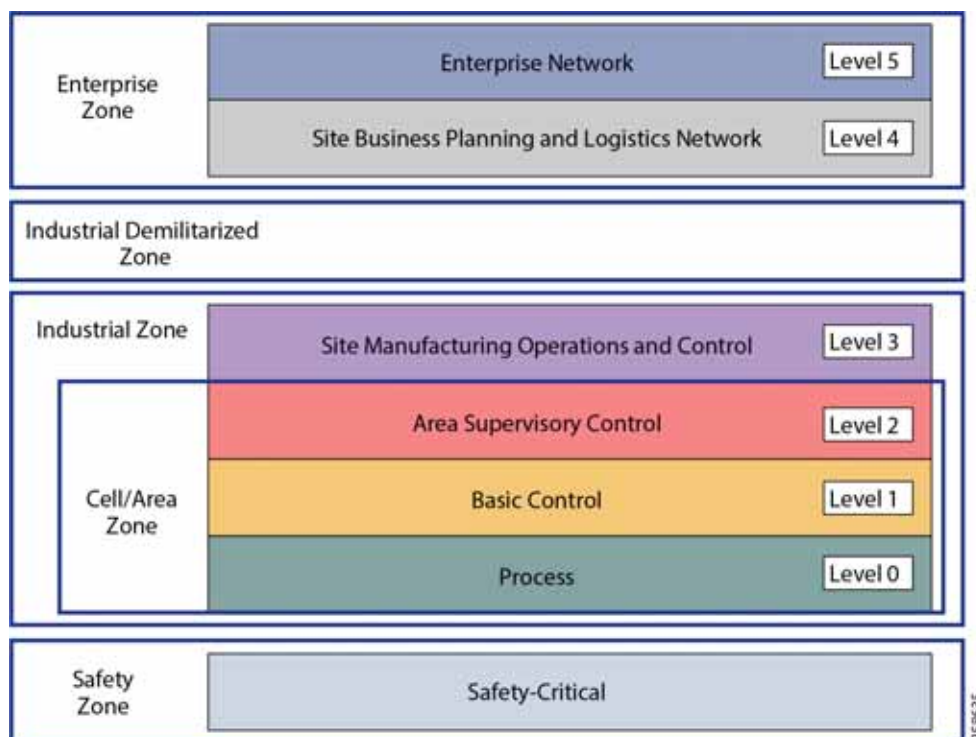 Enterprise
Zone
Enterprise Network
Level 5
Site Business Planning and Logistics Network
Level 4
Industrial Demilitarized
Zone
Industrial Zone
Site Manufacturing Operations and Control
Level 3
Cell/Area
Zone
Area Supervisory Control
Level 2
Basic Control
Level 1
Process
Level 0
Safety
Zone
Safety-Critical